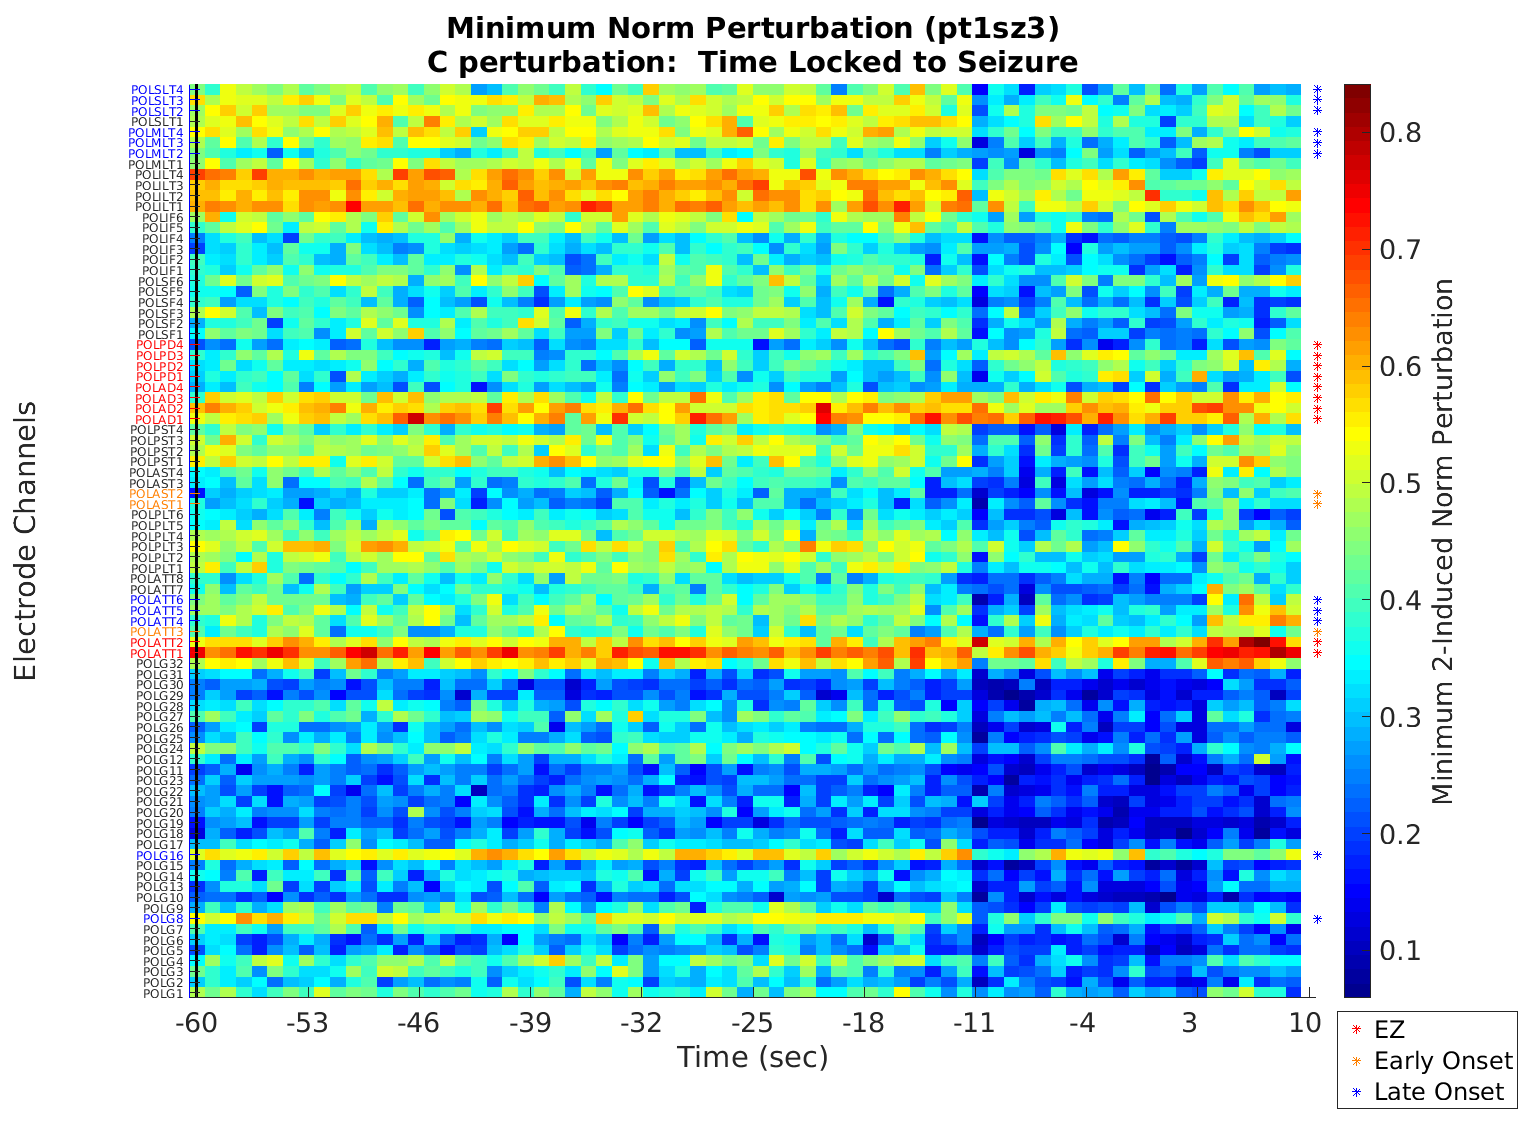 Minimum Norm Perturbation (pt1sz3)
C perturbation:  Time Locked to Seizure
Electrode Channels
POLSLT4
POLSLT3
POLSLT2
POLSLT1
POLMLT4
POLMLT3
POLMLT2
POLMLT1
POLILT4
POLILT3
POLILT2
POLILT1
POLIF6
POLIF5
POLIF4
POLIF3
POLIF2
POLIF1
POLSF6
POLSF5
POLSF4
POLSF3
POLSF2
POLSF1
POLPD4
POLPD3
POLPD2
POLPD1
POLAD4
POLAD3
POLAD2
POLAD1
POLPST4
POLPST3
POLPST2
POLPST1
POLAST4
POLAST3
POLAST2
POLAST1
POLPLT6
POLPLT5
POLPLT4
POLPLT3
POLPLT2
POLPLT1
POLATT8
POLATT7
POLATT6
POLATT5
POLATT4
POLATT3
POLATT2
POLATT1
POLG32
POLG31
POLG30
POLG29
POLG28
POLG27
POLG26
POLG25
POLG24
POLG12
POLG11
POLG23
POLG22
POLG21
POLG20
POLG19
POLG18
POLG17
POLG16
POLG15
POLG14
POLG13
POLG10
POLG9
POLG8
POLG7
POLG6
POLG5
POLG4
POLG3
POLG2
POLG1
-60 -53 -46 -39 -32 -25 -18 -11 -4 3 10
Time (sec)
0.8
0.7
0.6
0.5
0.4
0.3
0.2
0.1
Minimum 2-Induced Norm Perturbation
EZ
Early Onset
Late Onset